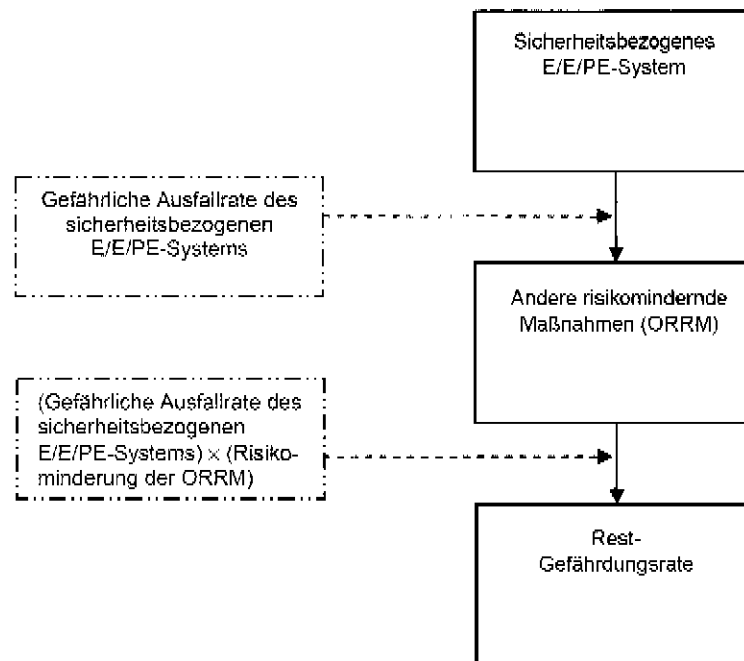 Sicherheitsbezogenes
E/E/PE-System
Gefährliche Ausfallrate des
sicherheitsbezogenen
E/E/PE-Systems
Andere risikomindernde
Maßnahmen (ORRM)
(Gefährliche Ausfallrate des
sicherheitsbezogenen
E/E/PE-Systems) × (Risiko-
minderung der ORRM)
Rest-
Gefährdungsrate